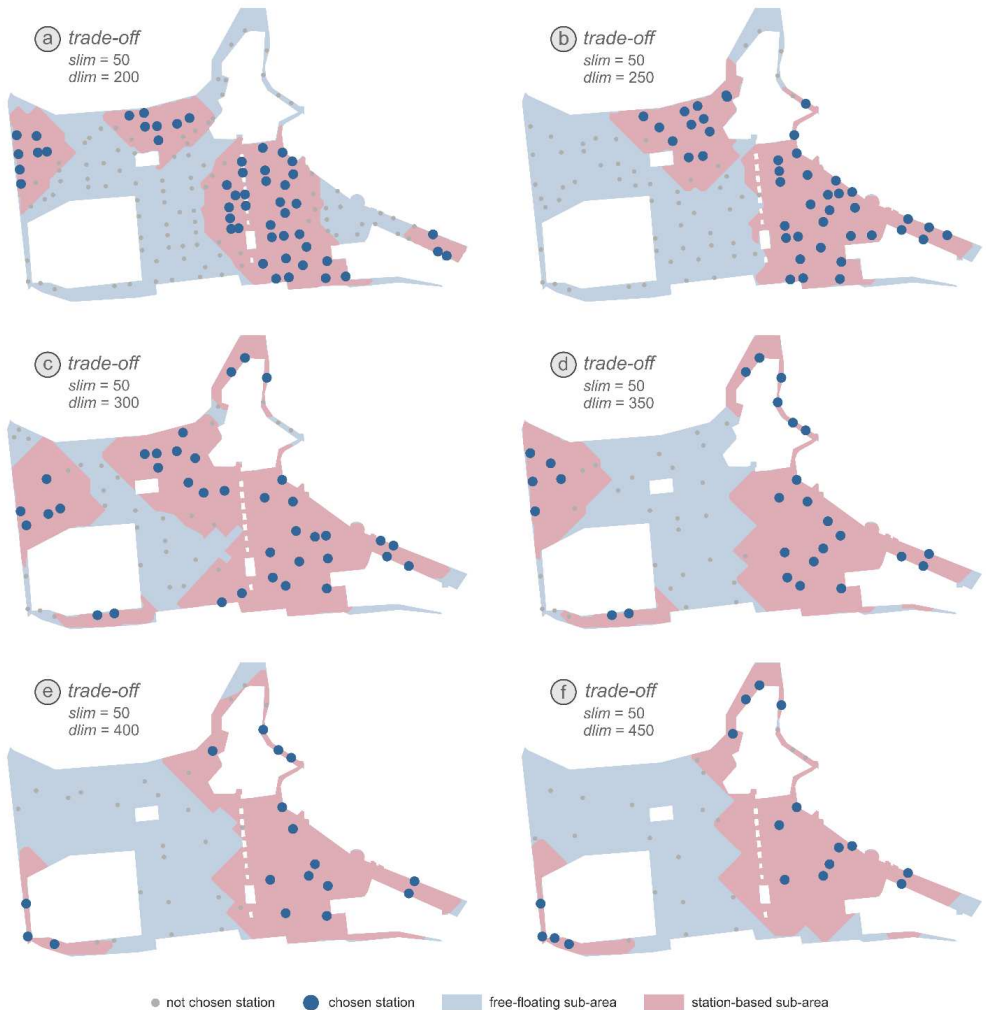 a trade-off
slim = 50
dlim = 200
b trade-off
slim = 50
dlim = 250
c trade-off
slim = 50
dlim = 300
d trade-off
slim = 50
dlim = 350
e trade-off
slim = 50
dlim = 400
f trade-off
slim = 50
dlim = 450
not chosen station chosen station free-floating sub-area station-based sub-area